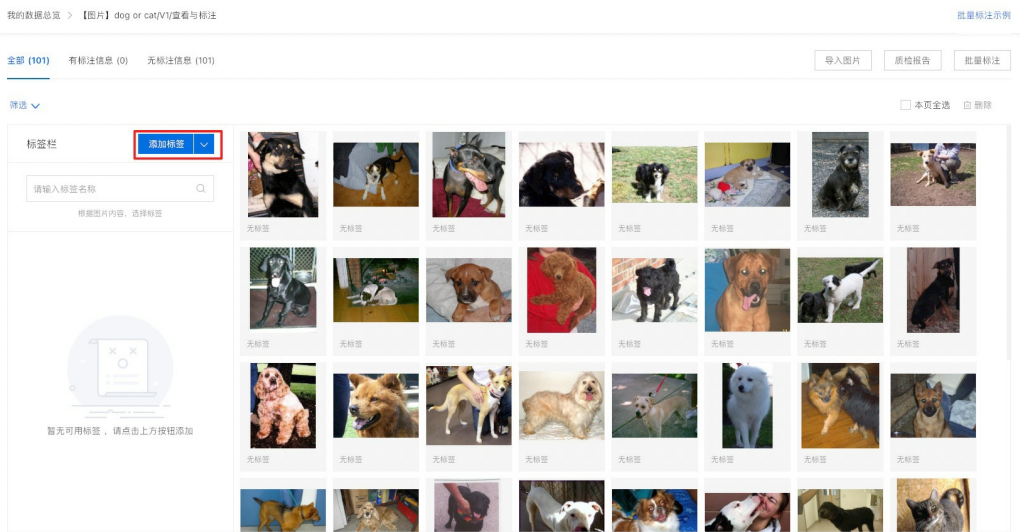 我的数据总览 > 【图片】dog or cat/V1/查看与标注
批量标注示例
全部 (101) 有标注信息 (0) 无标注信息 (101)
导入图片 质检报告 批量标注
筛选
本页全选 删除
标签栏 添加标签
请输入标签名称
根据图片内容，选择标签
暂无可用标签，请点击上方按钮添加
无标签 无标签 无标签 无标签 无标签 无标签 无标签 无标签
无标签 无标签 无标签 无标签 无标签 无标签 无标签 无标签
无标签 无标签 无标签 无标签 无标签 无标签 无标签 无标签